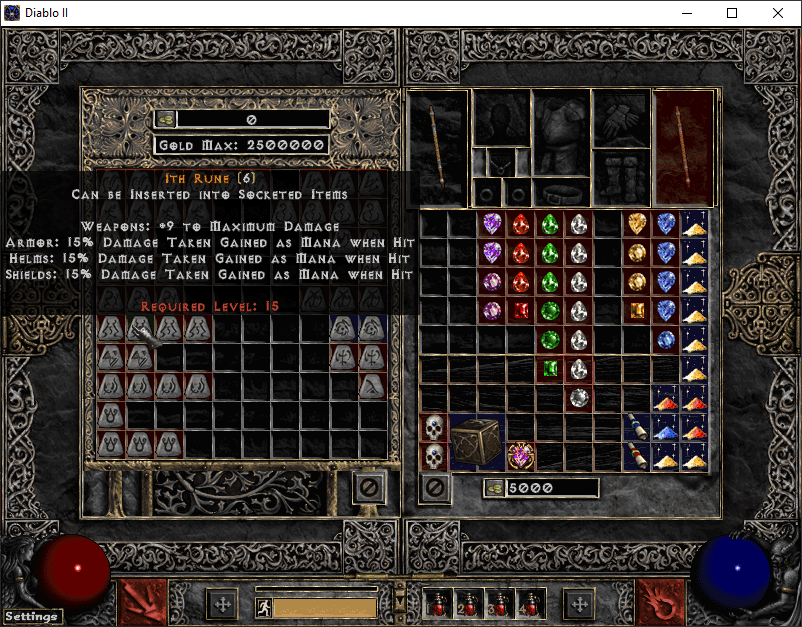 Diablo II
0
Gold Max: 2500000
Ith Rune (6)
Can be Inserted into Socketed Items
Weapons: +9 to Maximum Damage
Armor: 15% Damage Taken Gained as Mana when Hit
Helms: 15% Damage Taken Gained as Mana when Hit
Shields: 15% Damage Taken Gained as Mana when Hit
Required Level: 15
5000
1 2 3 4
Settings